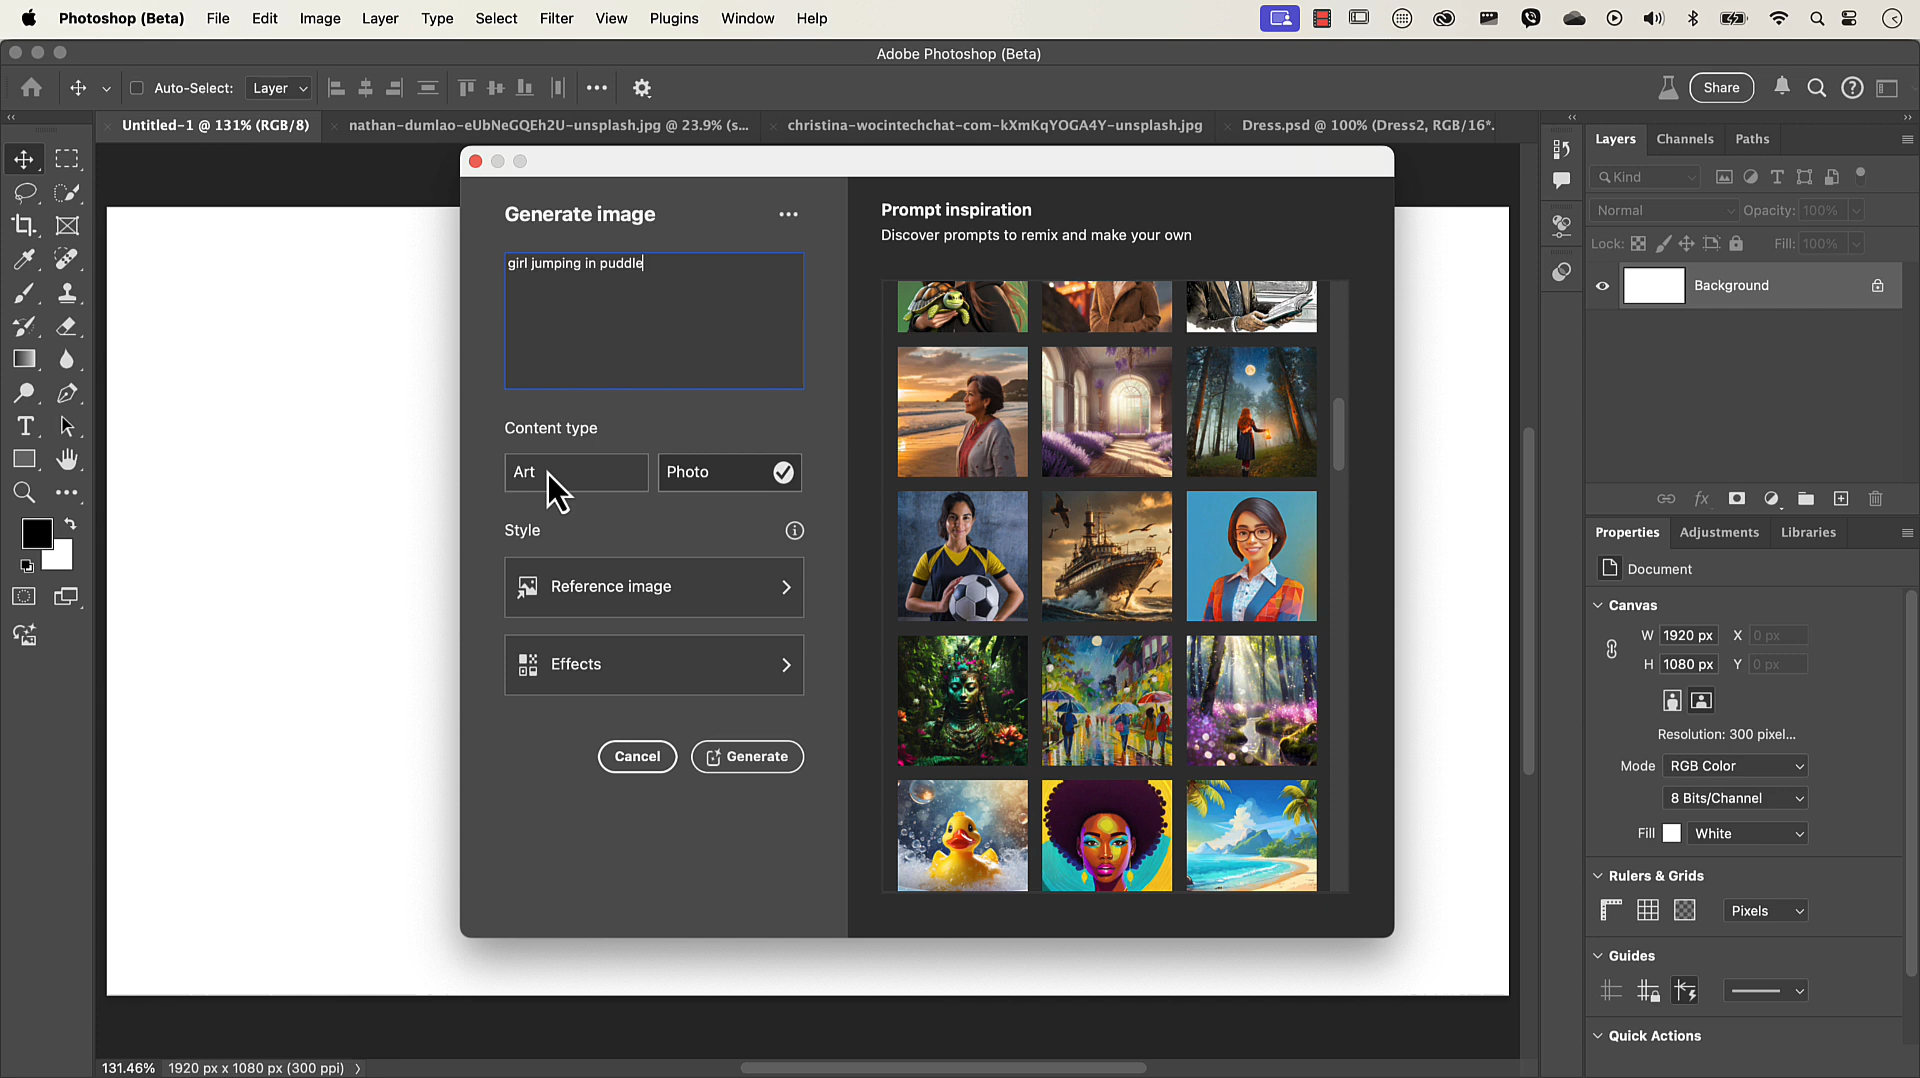 Photoshop (Beta) File Edit Image Layer Type Select Filter View Plugins Window Help
Adobe Photoshop (Beta)
Auto-Select: Layer Share
Untitled-1 @ 131% (RGB/8) nathan-dumlao-eUbNeGQEh2U-unsplash.jpg @ 23.9% (s... christina-wocintechchat-com-kXmKqYOGA4Y-unsplash.jpg Dress.psd @ 100% (Dress2, RGB/16*.
Layers Channels Paths
Kind
Normal Opacity: 100%
Lock: Fill: 100%
Background
Generate image
girl jumping in puddle
Content type
Art Photo
Style
Reference image
Effects
Cancel Generate
Prompt inspiration
Discover prompts to remix and make your own
Properties Adjustments Libraries
Document
Canvas
W 1920 px X 0 px
H 1080 px Y 0 px
Resolution: 300 pixel...
Mode RGB Color
8 Bits/Channel
Fill White
Rulers & Grids
Pixels
Guides
Quick Actions
131.46% 1920 px x 1080 px (300 ppi)